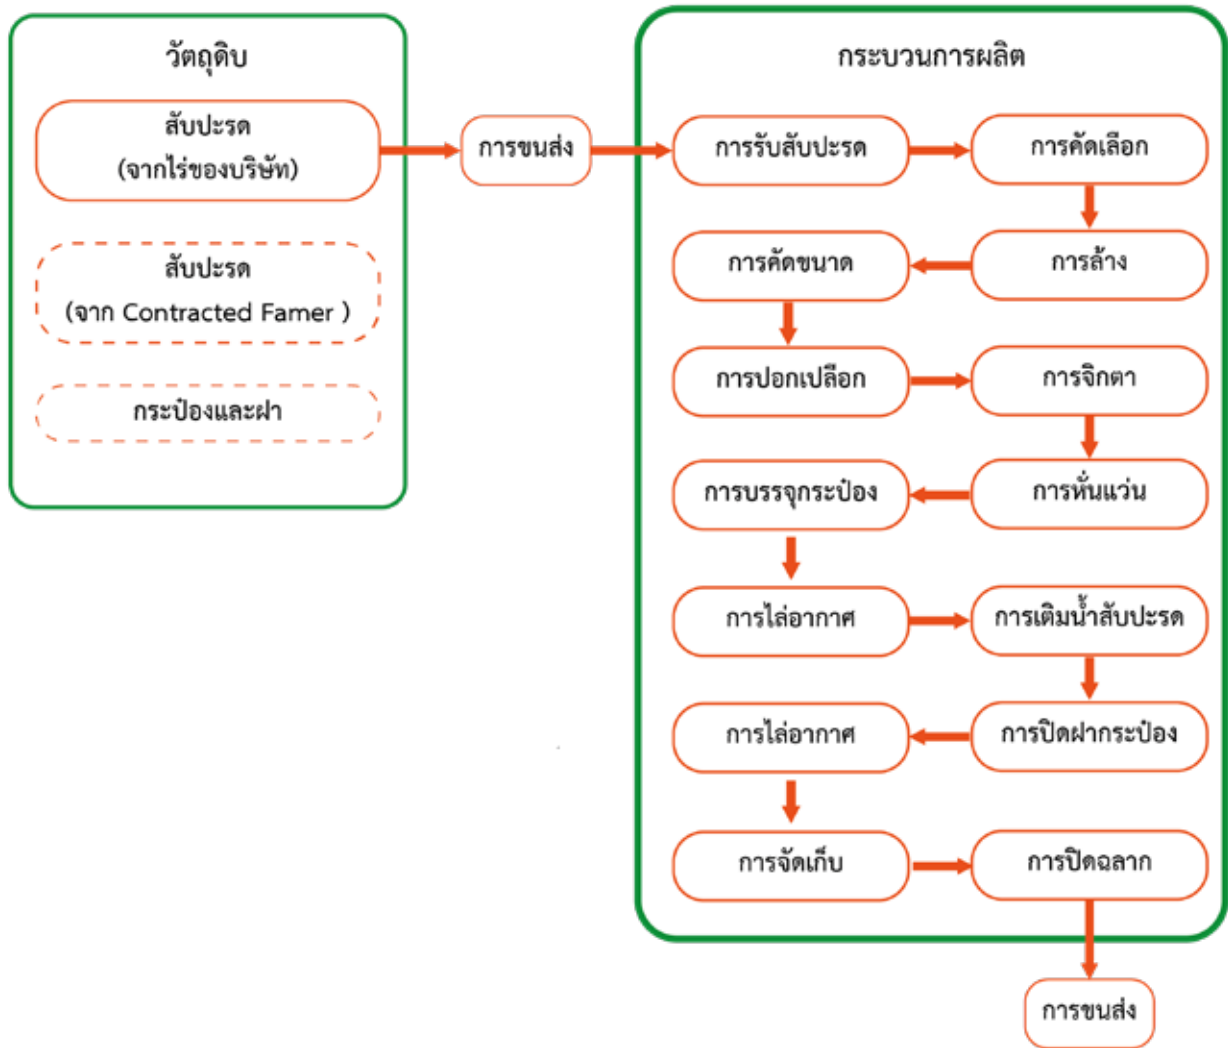 วัตถุดิบ
สับปะรด
(จากไร่ของบริษัท)
สับปะรด
(จาก Contracted Famer )
กระป๋องและฝา
การขนส่ง
กระบวนการผลิต
การรับสับปะรด
การคัดเลือก
การล้าง
การคัดขนาด
การปอกเปลือก
การจิกตา
การหั่นแว่น
การบรรจุกระป๋อง
การไล่อากาศ
การเติมน้ำสับปะรด
การปิดฝากระป๋อง
การไล่อากาศ
การจัดเก็บ
การปิดฉลาก
การขนส่ง